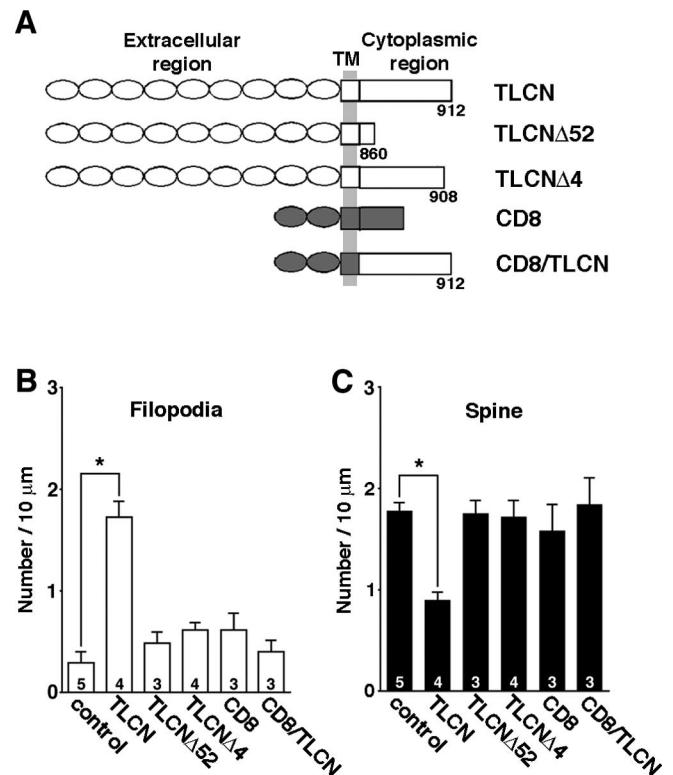 A
Extracellular region
TM
Cytoplasmic region
TLCN
912
TLCNΔ52
860
TLCNΔ4
908
CD8
CD8/TLCN
912
B
Filopodia
Number / 10 μm
3
2
1
0
*
5 4 3 4 3 3
control TLCN TLCNΔ52 TLCNΔ4 CD8 CD8/TLCN
C
Spine
Number / 10 μm
3
2
1
0
*
5 4 3 4 3 3
control TLCN TLCNΔ52 TLCNΔ4 CD8 CD8/TLCN